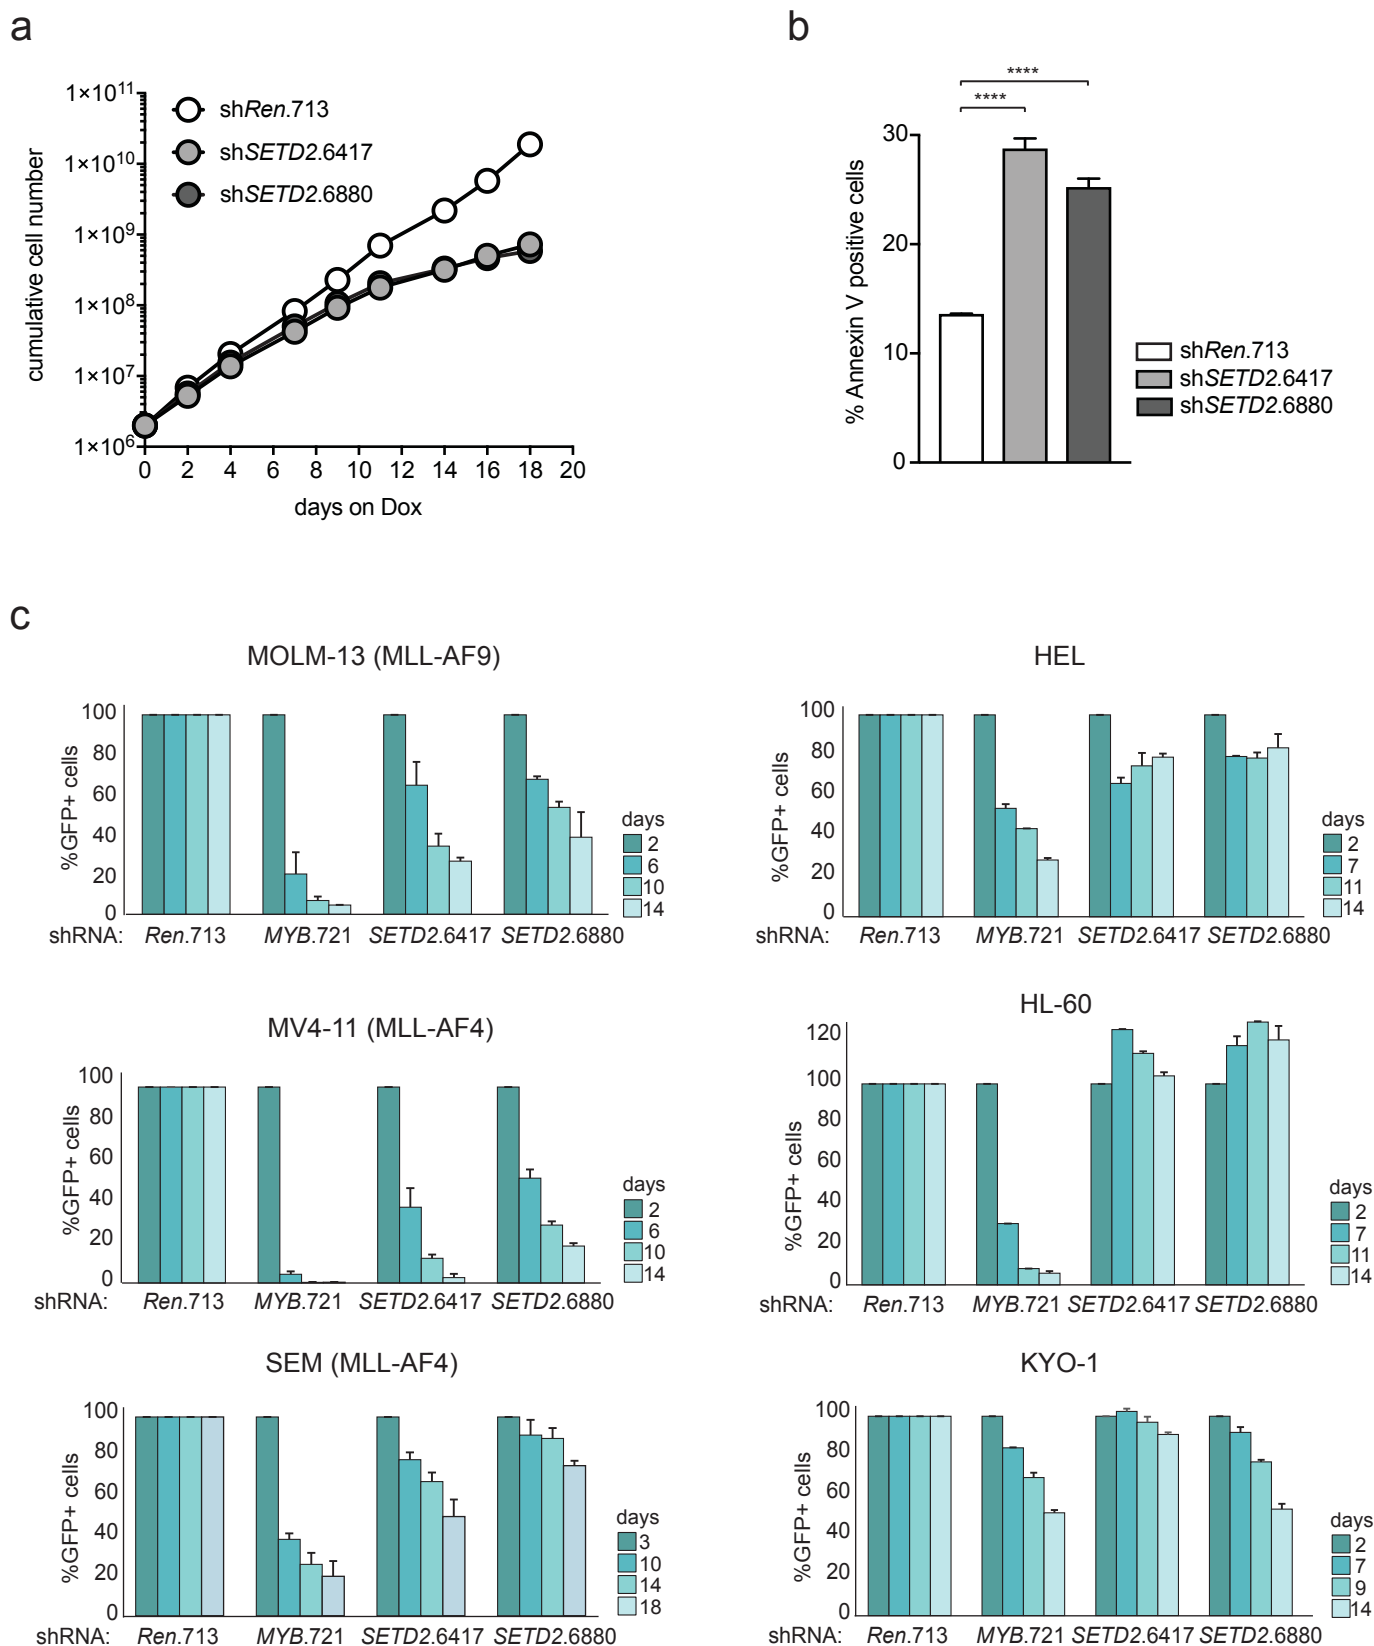 a
cumulative cell number
1×10^11
1×10^10
1×10^9
1×10^8
1×10^7
1×10^6
shRen.713
shSETD2.6417
shSETD2.6880
0 2 4 6 8 10 12 14 16 18 20
days on Dox
b
% Annexin V positive cells
****
****
30
20
10
0
shRen.713
shSETD2.6417
shSETD2.6880
c
MOLM-13 (MLL-AF9)
%GFP+ cells
100
80
60
40
20
0
days
2
6
10
14
shRNA: Ren.713 MYB.721 SETD2.6417 SETD2.6880
HEL
%GFP+ cells
100
80
60
40
20
0
days
2
7
11
14
shRNA: Ren.713 MYB.721 SETD2.6417 SETD2.6880
MV4-11 (MLL-AF4)
%GFP+ cells
100
80
60
40
20
0
days
2
6
10
14
shRNA: Ren.713 MYB.721 SETD2.6417 SETD2.6880
HL-60
%GFP+ cells
120
100
80
60
40
20
0
days
2
7
11
14
shRNA: Ren.713 MYB.721 SETD2.6417 SETD2.6880
SEM (MLL-AF4)
%GFP+ cells
100
80
60
40
20
0
days
3
10
14
18
shRNA: Ren.713 MYB.721 SETD2.6417 SETD2.6880
KYO-1
%GFP+ cells
100
80
60
40
20
0
days
2
7
9
14
shRNA: Ren.713 MYB.721 SETD2.6417 SETD2.6880